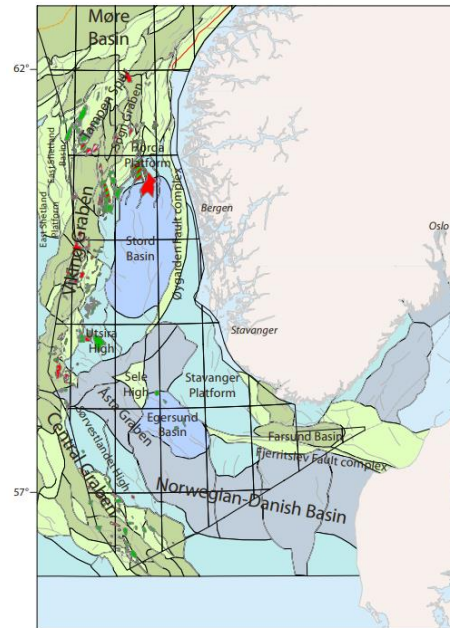 Møre
Basin
62°
Tampen Spur
Sogn Graben
East Shetland
Basin
Horda
Platform
East Shetland
Platform
Viking Graben
Stord
Basin
Øygarden Fault complex
Bergen
Oslo
Utsira
High
Stavanger
Sele
High
Stavanger
Platform
Åsta Graben
Egersund
Basin
Sørvestlandet High
Central Graben
Farsund Basin
Fjerritslev Fault complex
57°
Norwegian-Danish Basin